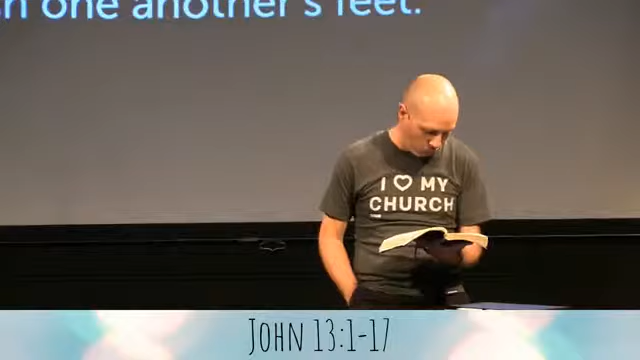 one another's feet.
I ♡ MY
CHURCH
John 13:1-17